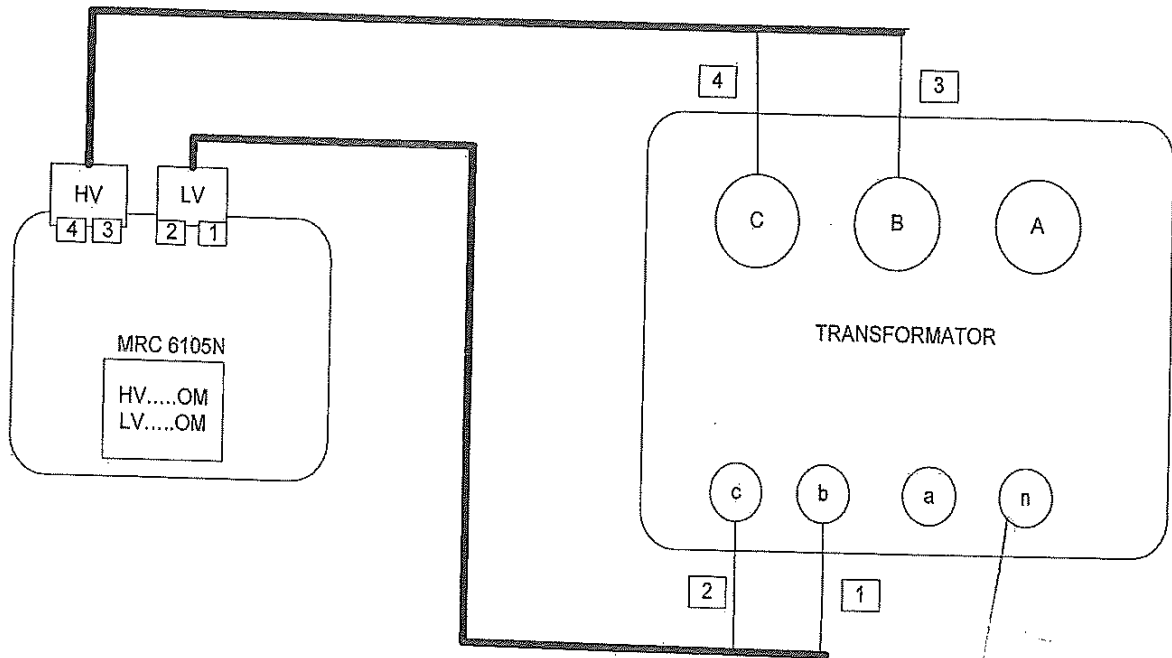 4
3
HV
LV
4 3
2 1
C
B
A
TRANSFORMATOR
MRC 6105N
HV.....OM
LV.....OM
c
b
a
n
2
1